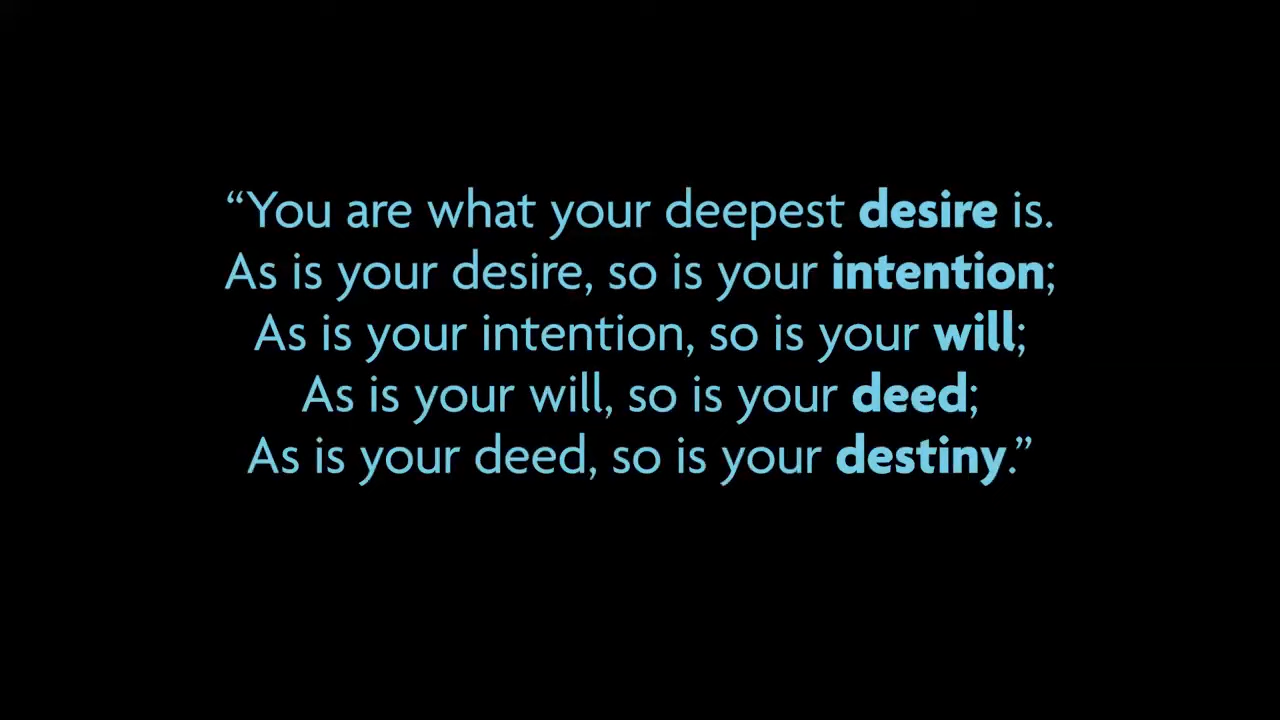 “You are what your deepest desire is.
As is your desire, so is your intention;
As is your intention, so is your will;
As is your will, so is your deed;
As is your deed, so is your destiny.”